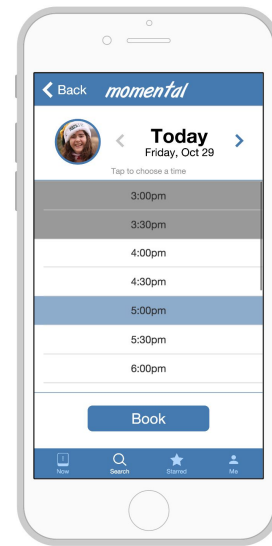 Back momental
Today
Friday, Oct 29
Tap to choose a time
3:00pm
3:30pm
4:00pm
4:30pm
5:00pm
5:30pm
6:00pm
Book
Now Search Starred Me